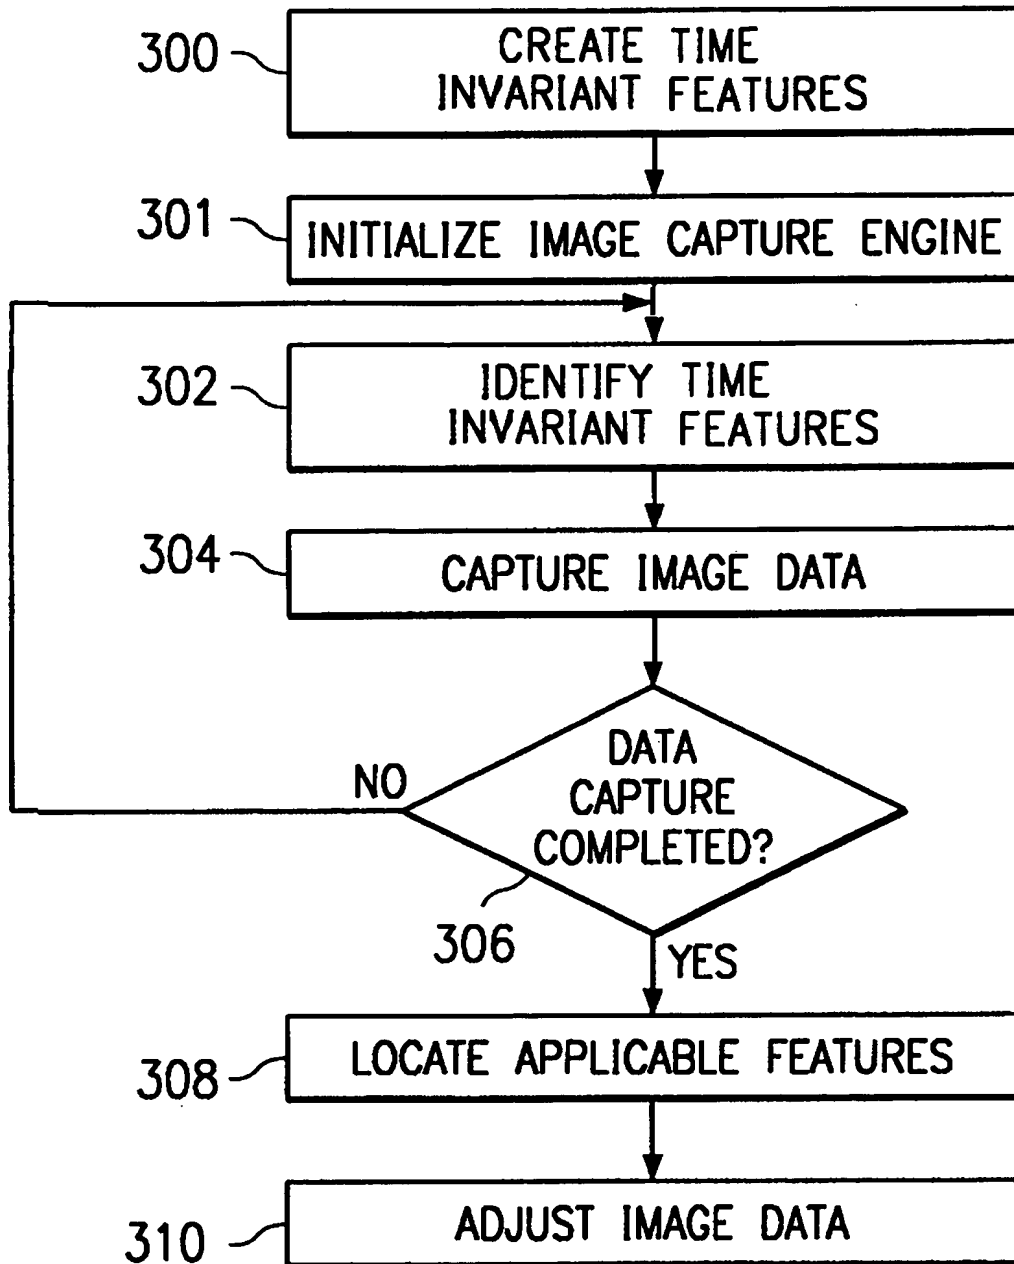 300
CREATE TIME
INVARIANT FEATURES
301
INITIALIZE IMAGE CAPTURE ENGINE
302
IDENTIFY TIME
INVARIANT FEATURES
304
CAPTURE IMAGE DATA
DATA
CAPTURE
COMPLETED?
NO
306
YES
308
LOCATE APPLICABLE FEATURES
310
ADJUST IMAGE DATA